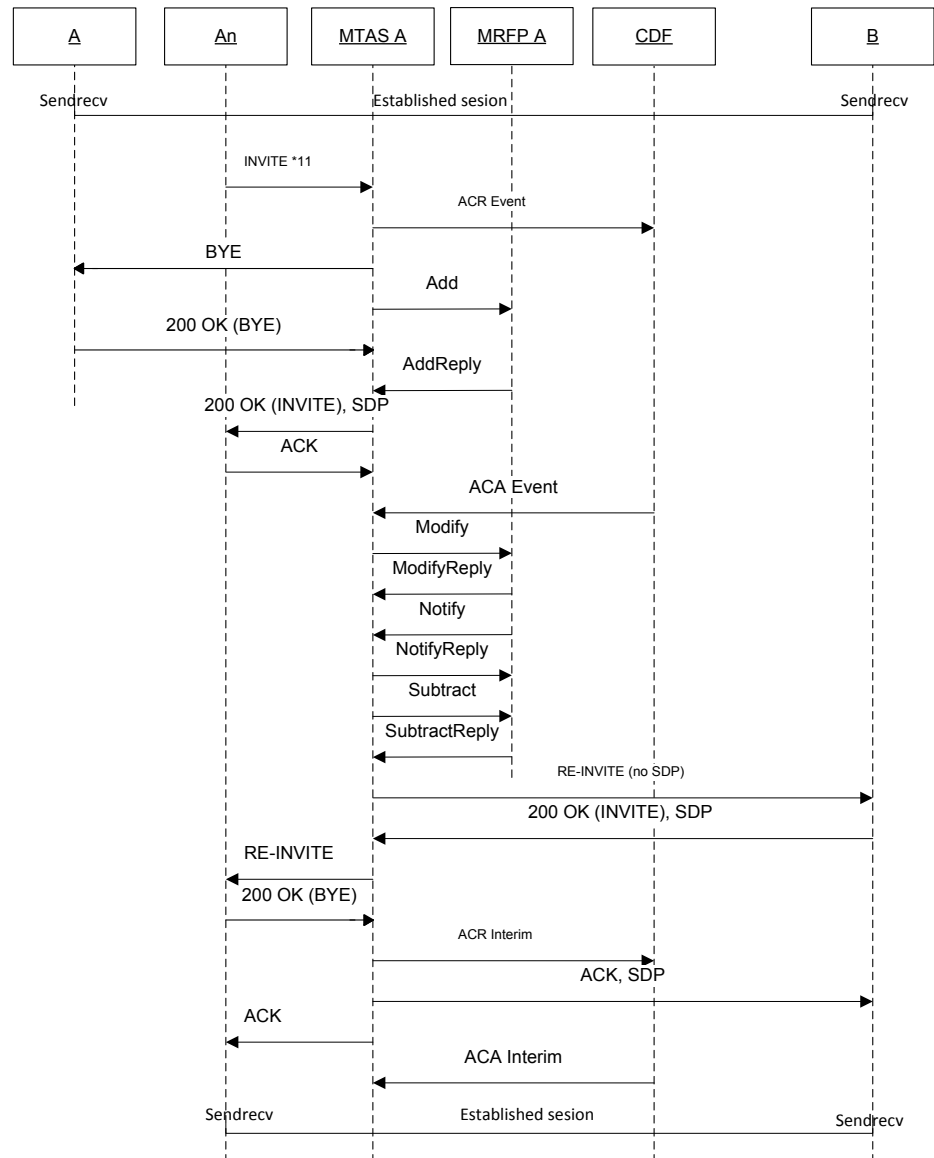 A
An
MTAS A
MRFP A
CDF
B
Sendrecv
Established sesion
Sendrecv
INVITE *11
ACR Event
BYE
Add
200 OK (BYE)
AddReply
200 OK (INVITE), SDP
ACK
ACA Event
Modify
ModifyReply
Notify
NotifyReply
Subtract
SubtractReply
RE-INVITE (no SDP)
200 OK (INVITE), SDP
RE-INVITE
200 OK (BYE)
ACR Interim
ACK, SDP
ACK
ACA Interim
Sendrecv
Established sesion
Sendrecv